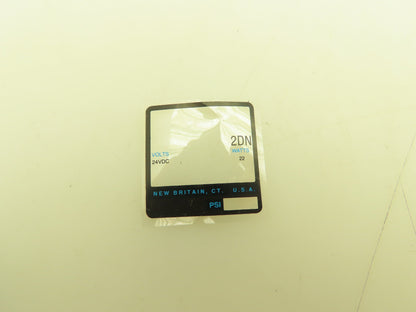 2DN
VOLTS WATTS
24VDC 22
NEW BRITAIN, CT. U.S.A.
PSI